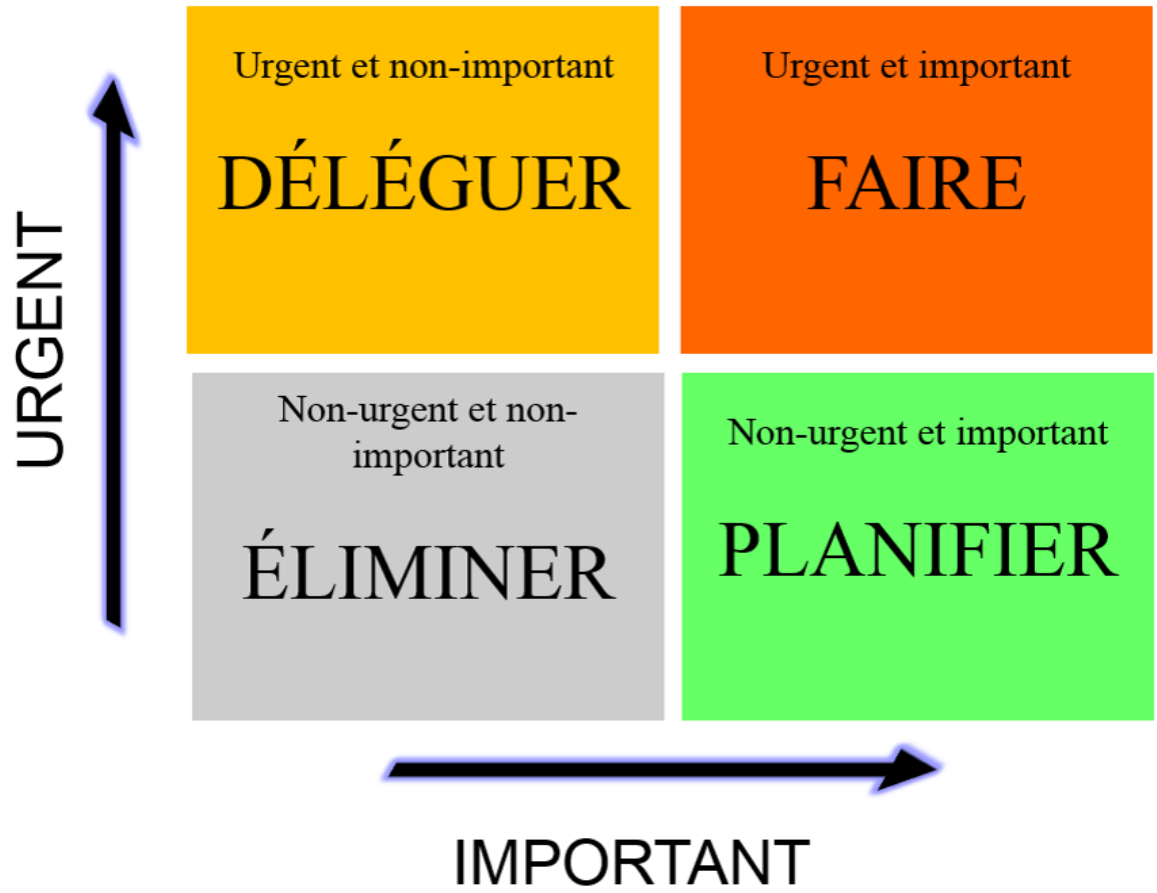 Urgent et non-important
DÉLÉGUER
Urgent et important
FAIRE
URGENT
Non-urgent et non-
important
ÉLIMINER
Non-urgent et important
PLANIFIER
IMPORTANT